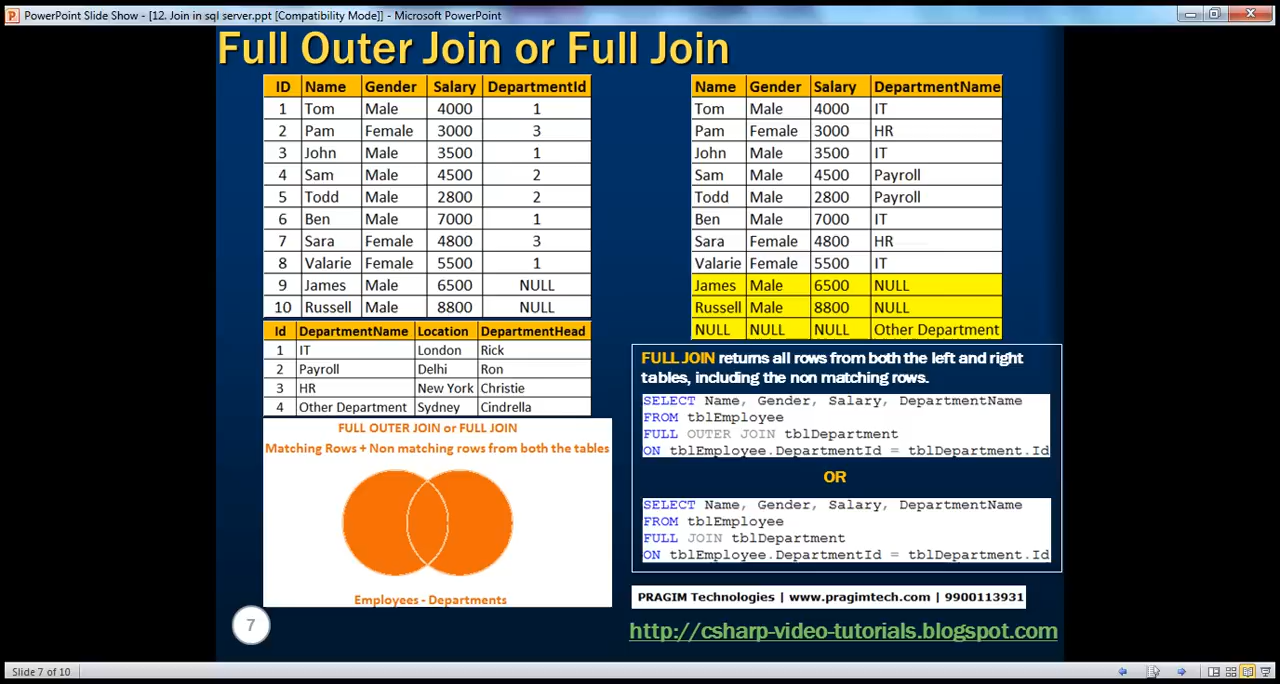 PowerPoint Slide Show - [12. Join in sql server.ppt [Compatibility Mode]] - Microsoft PowerPoint
Full Outer Join or Full Join
ID Name Gender Salary DepartmentId
1 Tom Male 4000 1
2 Pam Female 3000 3
3 John Male 3500 1
4 Sam Male 4500 2
5 Todd Male 2800 2
6 Ben Male 7000 1
7 Sara Female 4800 3
8 Valarie Female 5500 1
9 James Male 6500 NULL
10 Russell Male 8800 NULL
Id DepartmentName Location DepartmentHead
1 IT London Rick
2 Payroll Delhi Ron
3 HR New York Christie
4 Other Department Sydney Cindrella
FULL OUTER JOIN or FULL JOIN
Matching Rows + Non matching rows from both the tables
Employees - Departments
7
Name Gender Salary DepartmentName
Tom Male 4000 IT
Pam Female 3000 HR
John Male 3500 IT
Sam Male 4500 Payroll
Todd Male 2800 Payroll
Ben Male 7000 IT
Sara Female 4800 HR
Valarie Female 5500 IT
James Male 6500 NULL
Russell Male 8800 NULL
NULL NULL NULL Other Department
FULL JOIN returns all rows from both the left and right
tables, including the non matching rows.
SELECT Name, Gender, Salary, DepartmentName
FROM tblEmployee
FULL OUTER JOIN tblDepartment
ON tblEmployee.DepartmentId = tblDepartment.Id
OR
SELECT Name, Gender, Salary, DepartmentName
FROM tblEmployee
FULL JOIN tblDepartment
ON tblEmployee.DepartmentId = tblDepartment.Id
PRAGIM Technologies | www.pragimtech.com | 9900113931
http://csharp-video-tutorials.blogspot.com
Slide 7 of 10